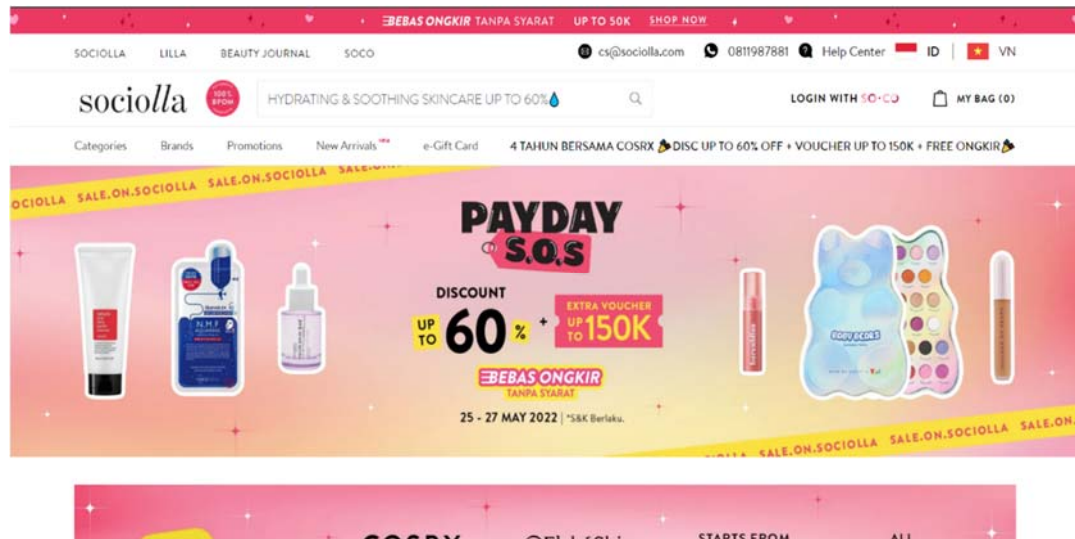 BEBAS ONGKIR TANPA SYARAT UP TO 50K SHOP NOW
SOCIOLLA LILLA BEAUTY JOURNAL SOCO cs@sociolla.com 0811987881 Help Center ID | VN
sociolla 100% BPOM HYDRATING & SOOTHING SKINCARE UP TO 60%💧 LOGIN WITH SO•CO MY BAG (0)
Categories Brands Promotions New Arrivals e-Gift Card 4 TAHUN BERSAMA COSRX 🎉DISC UP TO 60% OFF + VOUCHER UP TO 150K + FREE ONGKIR🎉
OCIOLLA SALE.ON.SOCIOLLA SALE.ON.SOCIOLLA
PAYDAY
S.O.S
DISCOUNT
UP TO 60% + EXTRA VOUCHER UP TO 150K
N.M.F
BEBAS ONGKIR
TANPA SYARAT
25 - 27 MAY 2022 | *S&K Berlaku.
SALE.ON.SOCIOLLA SALE.ON.SOCIOLLA SALE.ON.
COSRX STARTS FROM ALL